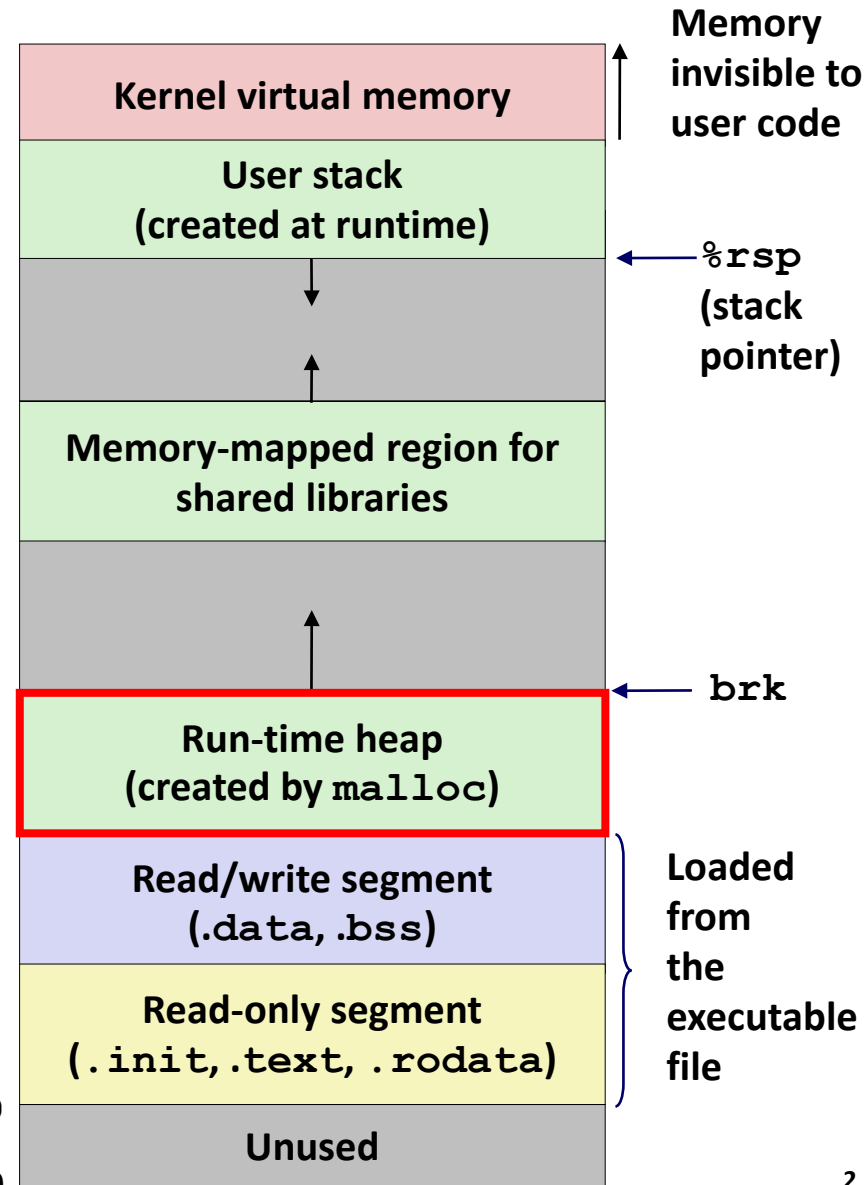 Memory
invisible to
user code
Kernel virtual memory
User stack
(created at runtime)
%rsp
(stack
pointer)
Memory-mapped region for
shared libraries
brk
Run-time heap
(created by malloc)
Read/write segment
(.data, .bss)
Loaded
from
the
executable
file
Read-only segment
(.init, .text, .rodata)
Unused
2